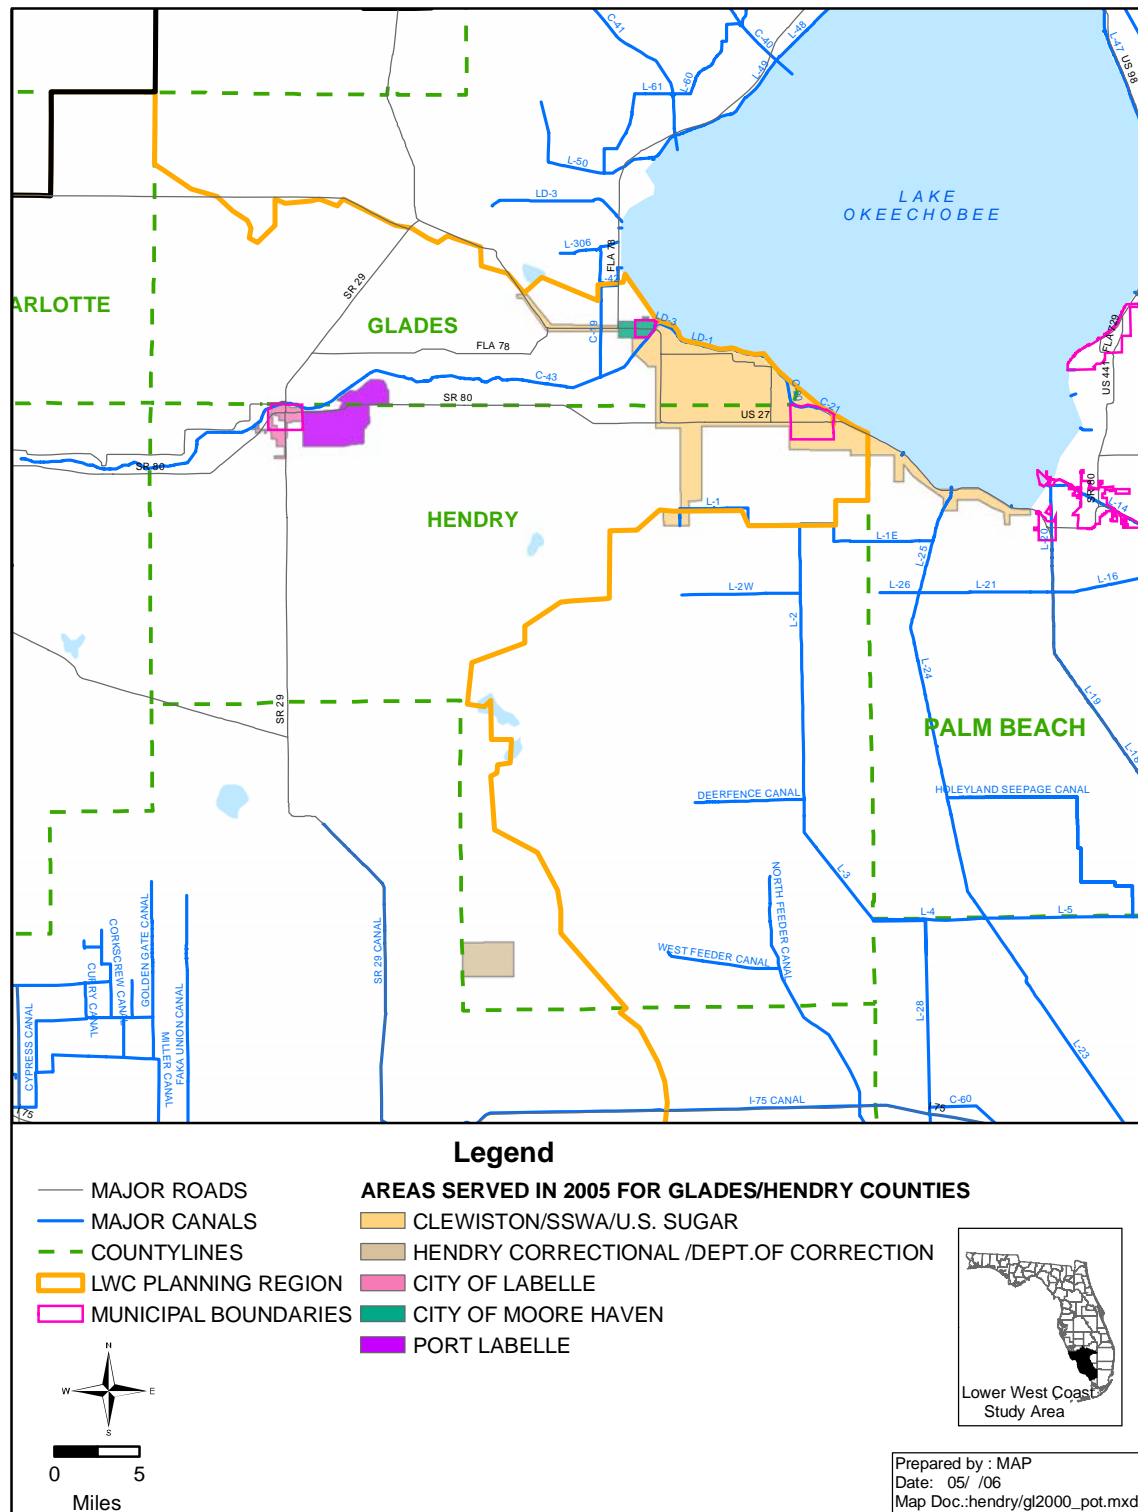 C-41
C-40
L-48
L-47
US 98
L-49
L-60
L-61
L-50
LAKE
OKEECHOBEE
LD-3
L-306
FLA 78
-42
SR 29
ARLOTTE
GLADES
C-19
LD-3
LD-1
FLA 78
C-43
SR 80
US 27
C-21
FLA 729
US 441
SR 80
SR 80
L-14
L-20
HENDRY
L-1
L-1E
L-25
L-26
L-21
L-16
L-2W
L-2
L-24
L-19
L-18
SR 29
PALM BEACH
DEERFENCE CANAL
HOLEYLAND SEEPAGE CANAL
L-3
NORTH FEEDER CANAL
L-4
L-5
WEST FEEDER CANAL
SR 29 CANAL
GOLDEN GATE CANAL
CORKSCREW CANAL
CURRY CANAL
FAKA UNION CANAL
MILLER CANAL
CYPRESS CANAL
L-28
L-23
I-75
I-75 CANAL
I-75
C-60
Legend
MAJOR ROADS
MAJOR CANALS
COUNTYLINES
LWC PLANNING REGION
MUNICIPAL BOUNDARIES
AREAS SERVED IN 2005 FOR GLADES/HENDRY COUNTIES
CLEWISTON/SSWA/U.S. SUGAR
HENDRY CORRECTIONAL /DEPT.OF CORRECTION
CITY OF LABELLE
CITY OF MOORE HAVEN
PORT LABELLE
N
W
E
S
0 5
Miles
Lower West Coast
Study Area
Prepared by : MAP
Date: 05/ /06
Map Doc.:hendry/gl2000_pot.mxd